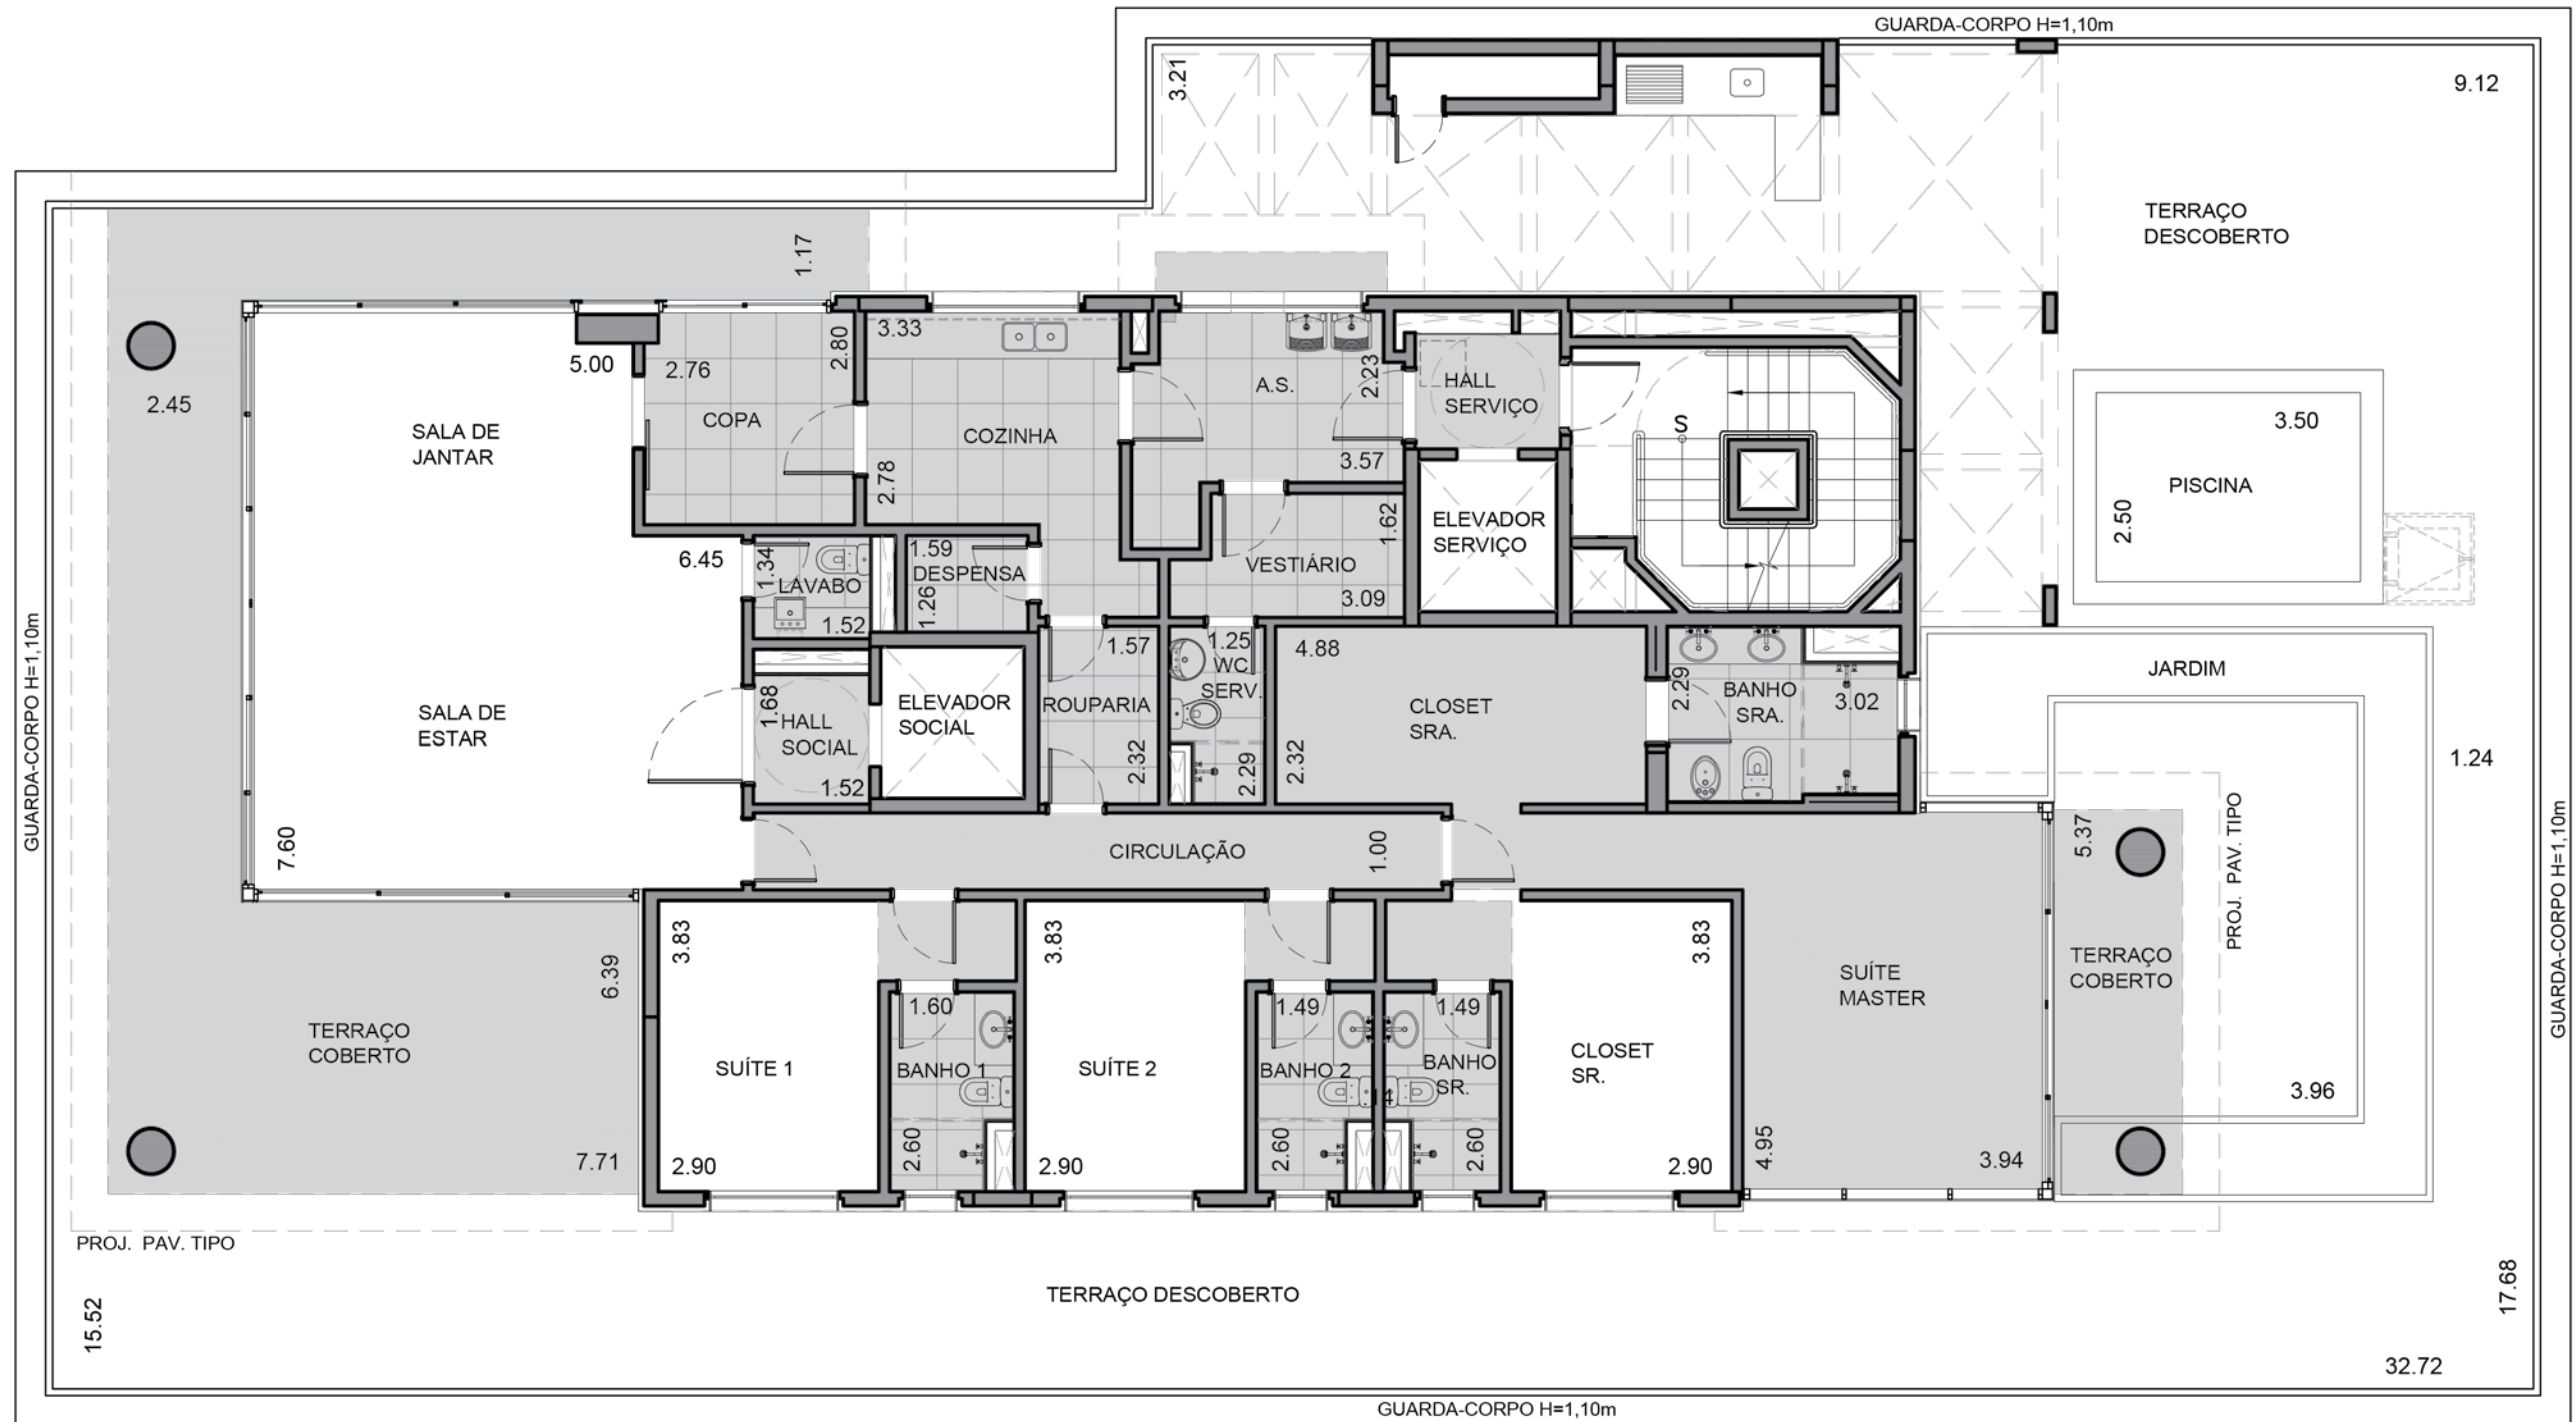 GUARDA-CORPO H=1,10m
9.12
3.21
TERRAÇO
DESCOBERTO
1.17
5.00
2.45
2.76
2.80
3.33
2.23
A.S.
HALL
SERVIÇO
SALA DE
JANTAR
COPA
COZINHA
2.78
3.57
S
3.50
PISCINA
2.50
6.45
1.34
LAVABO
1.52
1.59
DESPENSA
1.26
1.62
VESTIÁRIO
3.09
ELEVADOR
SERVIÇO
GUARDA-CORPO H=1,10m
SALA DE
ESTAR
7.60
1.68
HALL
SOCIAL
1.52
ELEVADOR
SOCIAL
1.57
ROUPARIA
2.32
1.25
WC
SERV.
2.29
4.88
CLOSET
SRA.
2.32
2.29
BANHO
SRA.
3.02
JARDIM
1.24
CIRCULAÇÃO
1.00
5.37
PROJ. PAV. TIPO
GUARDA-CORPO H=1,10m
6.39
TERRAÇO
COBERTO
7.71
3.83
SUÍTE 1
2.90
1.60
BANHO 1
2.60
3.83
SUÍTE 2
2.90
1.49
BANHO 2
2.60
14
1.49
BANHO
SR.
2.60
3.83
CLOSET
SR.
2.90
SUÍTE
MASTER
4.95
3.94
TERRAÇO
COBERTO
3.96
PROJ. PAV. TIPO
15.52
TERRAÇO DESCOBERTO
17.68
32.72
GUARDA-CORPO H=1,10m